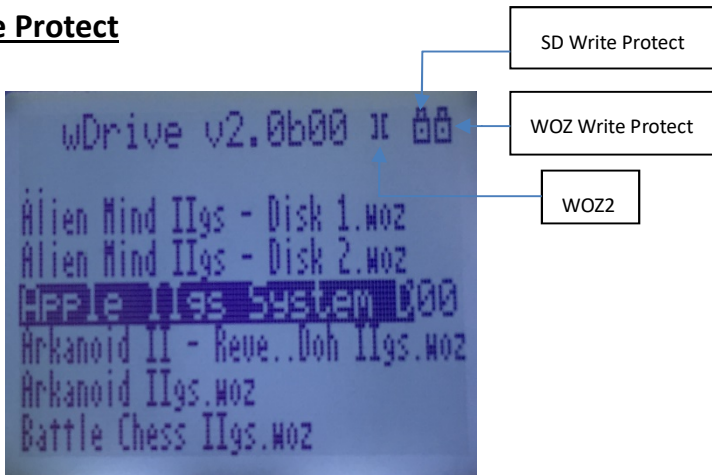 e Protect
SD Write Protect
WOZ Write Protect
WOZ2
wDrive v2.0b00 ][
..
Alien Mind IIgs - Disk 1.woz
Alien Mind IIgs - Disk 2.woz
Apple IIgs System D00
Arkanoid II - Reve..Doh IIgs.woz
Arkanoid IIgs.woz
Battle Chess IIgs.woz